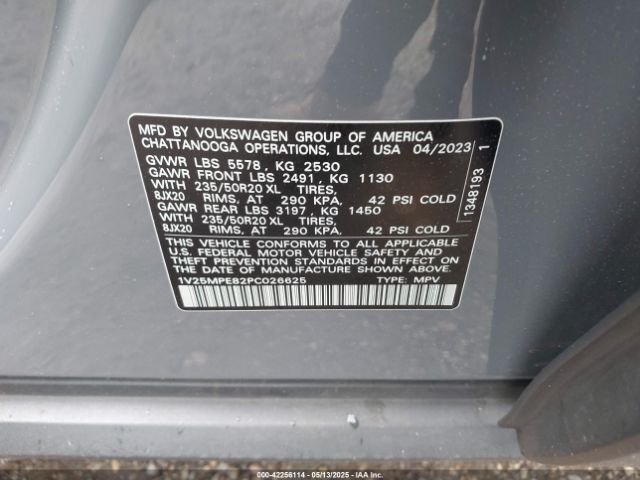 MFD BY VOLKSWAGEN GROUP OF AMERICA
CHATTANOOGA OPERATIONS, LLC. USA 04/2023
GVWR LBS 5578 , KG 2530
GAWR FRONT LBS 2491 , KG 1130
WITH 235/50R20 XL TIRES,
8JX20 RIMS, AT 290 KPA, 42 PSI COLD
GAWR REAR LBS 3197 , KG 1450
WITH 235/50R20 XL TIRES,
8JX20 RIMS, AT 290 KPA, 42 PSI COLD
THIS VEHICLE CONFORMS TO ALL APPLICABLE
U.S. FEDERAL MOTOR VEHICLE SAFETY AND
THEFT PREVENTION STANDARDS IN EFFECT ON THE
DATE OF MANUFACTURE SHOWN ABOVE.
1V25MPE82PC026625 TYPE: MPV
1348193 1
000-42256114 05/13/2025 IAAI.COM